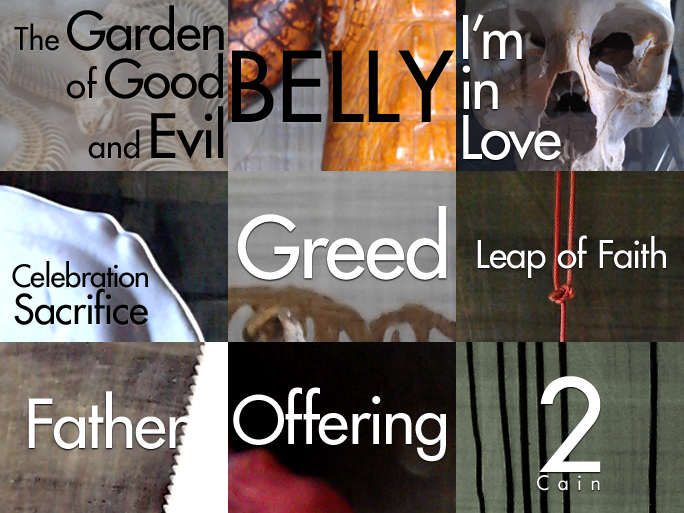 The Garden
of Good
and Evil
BELLY
I'm
in
Love
Celebration
Sacrifice
Greed
Leap of Faith
Father
Offering
2
Cain